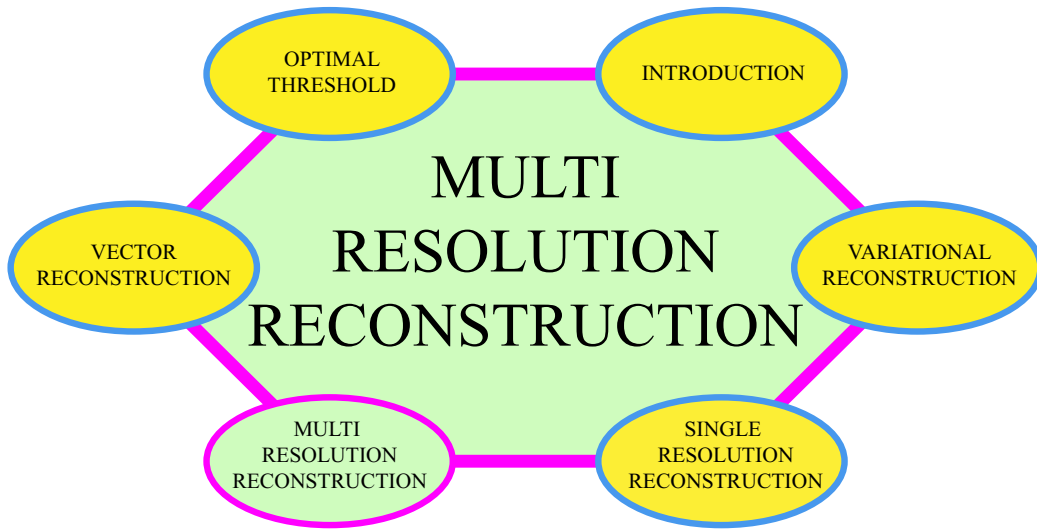 OPTIMAL
THRESHOLD
INTRODUCTION
MULTI
RESOLUTION
RECONSTRUCTION
VECTOR
RECONSTRUCTION
VARIATIONAL
RECONSTRUCTION
MULTI
RESOLUTION
RECONSTRUCTION
SINGLE
RESOLUTION
RECONSTRUCTION